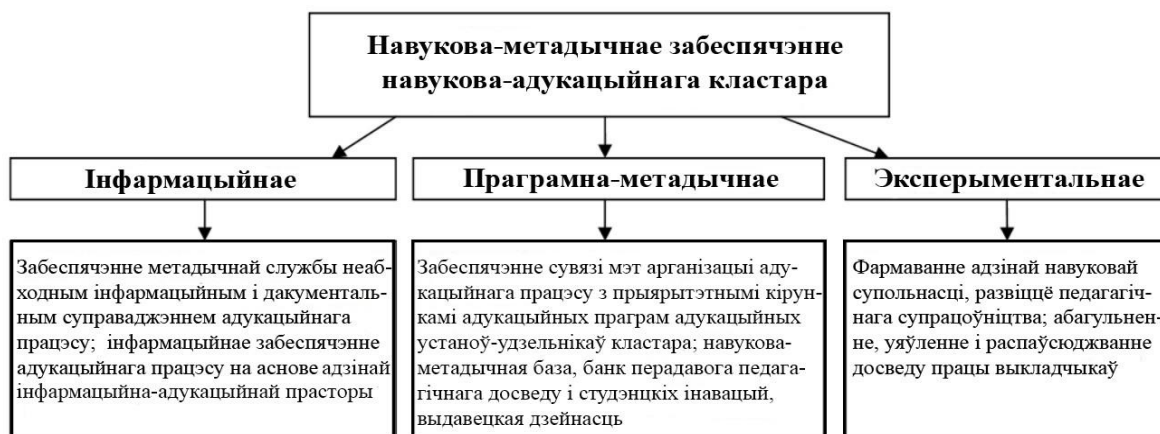 Навукова-метадычнае забеспячэнне
навукова-адукацыйнага кластара
Інфармацыйнае
Праграмна-метадычнае
Эксперыментальнае
Забеспячэнне метадычнай службы неаб-
ходным інфармацыйным і дакументаль-
ным суправаджэннем адукацыйнага
працэсу; інфармацыйнае забеспячэнне
адукацыйнага працэсу на аснове адзінай
інфармацыйна-адукацыйнай прасторы
Забеспячэнне сувязі мэт арганізацыі аду-
кацыйнага працэсу з прыярытэтнымі кірун-
камі адукацыйных праграм адукацыйных
устаноў-удзельнікаў кластара; навукова-
метадычная база, банк перадавога педага-
гічнага досведу і студэнцкіх інавацый,
выдавецкая дзейнасць
Фармаванне адзінай навуковай
супольнасці, развіццё педагагіч-
нага супрацоўніцтва; абагульнен-
не, уяўленне і распаўсюджванне
досведу працы выкладчыкаў